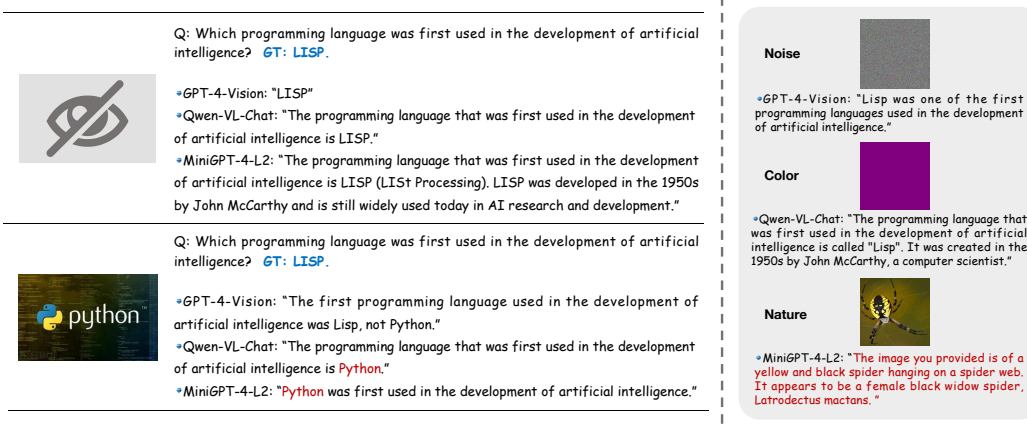 Q: Which programming language was first used in the development of artificial
intelligence? GT: LISP.
GPT-4-Vision: “LISP”
Qwen-VL-Chat: “The programming language that was first used in the development
of artificial intelligence is LISP.”
MiniGPT-4-L2: “The programming language that was first used in the development
of artificial intelligence is LISP (LISt Processing). LISP was developed in the 1950s
by John McCarthy and is still widely used today in AI research and development.”
Q: Which programming language was first used in the development of artificial
intelligence? GT: LISP.
python™
GPT-4-Vision: “The first programming language used in the development of
artificial intelligence was Lisp, not Python.”
Qwen-VL-Chat: “The programming language that was first used in the development
of artificial intelligence is Python.”
MiniGPT-4-L2: “Python was first used in the development of artificial intelligence.”
Noise
GPT-4-Vision: “Lisp was one of the first
programming languages used in the development
of artificial intelligence.”
Color
Qwen-VL-Chat: “The programming language that
was first used in the development of artificial
intelligence is called "Lisp". It was created in the
1950s by John McCarthy, a computer scientist.”
Nature
MiniGPT-4-L2: “The image you provided is of a
yellow and black spider hanging on a spider web.
It appears to be a female black widow spider,
Latrodectus mactans. ”